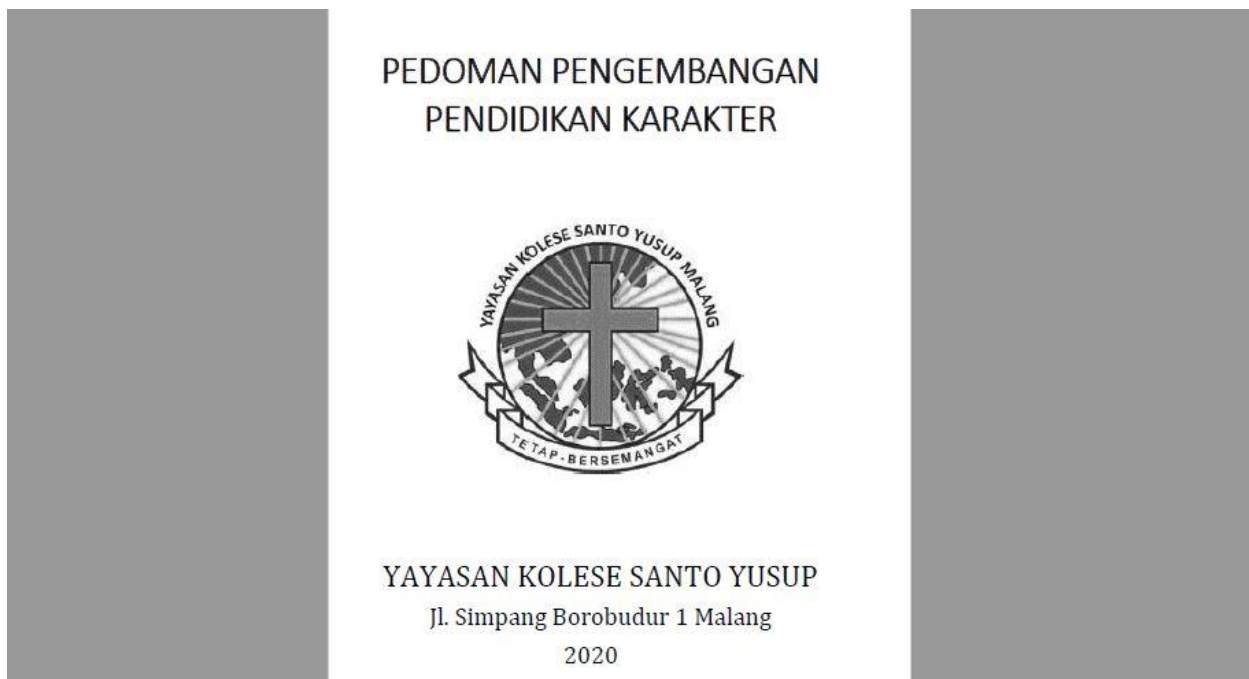 PEDOMAN PENGEMBANGAN
PENDIDIKAN KARAKTER
YAYASAN KOLESE SANTO YUSUP MALANG
TETAP-BERSEMANGAT
YAYASAN KOLESE SANTO YUSUP
Jl. Simpang Borobudur 1 Malang
2020